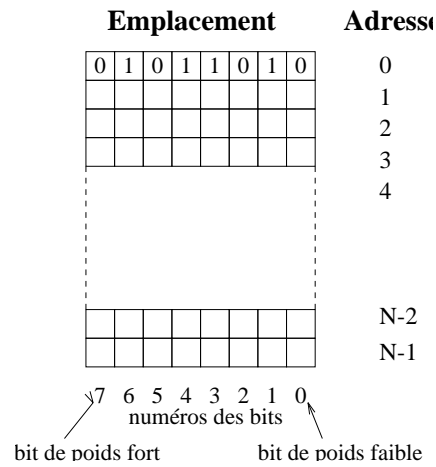 Emplacement Adresse
0 1 0 1 1 0 1 0 0
1
2
3
4
N-2
N-1
7 6 5 4 3 2 1 0
numéros des bits
bit de poids fort bit de poids faible